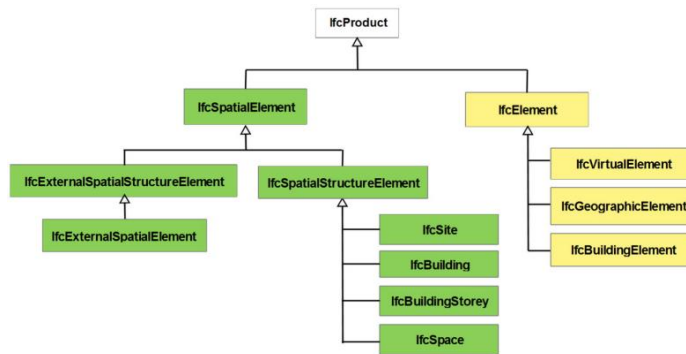 IfcProduct
IfcSpatialElement
IfcElement
IfcExternalSpatialStructureElement
IfcSpatialStructureElement
IfcVirtualElement
IfcGeographicElement
IfcExternalSpatialElement
IfcSite
IfcBuildingElement
IfcBuilding
IfcBuildingStorey
IfcSpace